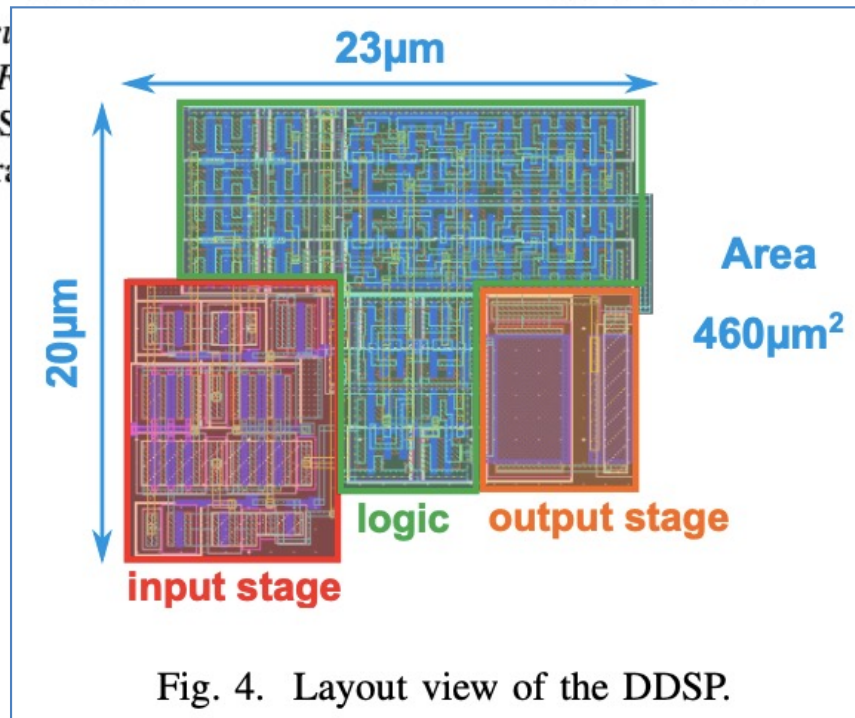 23μm
20μm
Area
460μm²
logic
output stage
input stage
Fig. 4. Layout view of the DDSP.